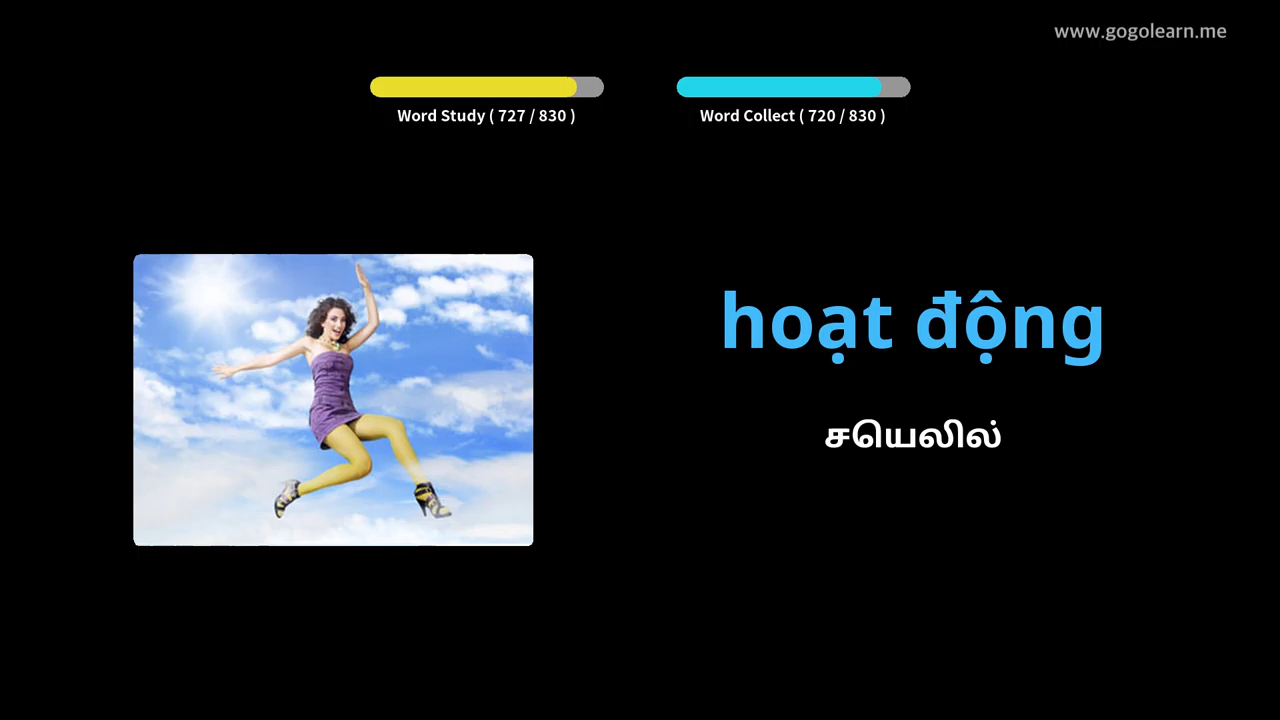 www.gogolearn.me
Word Study ( 727 / 830 )
Word Collect ( 720 / 830 )
hoạt động
சயெலில்